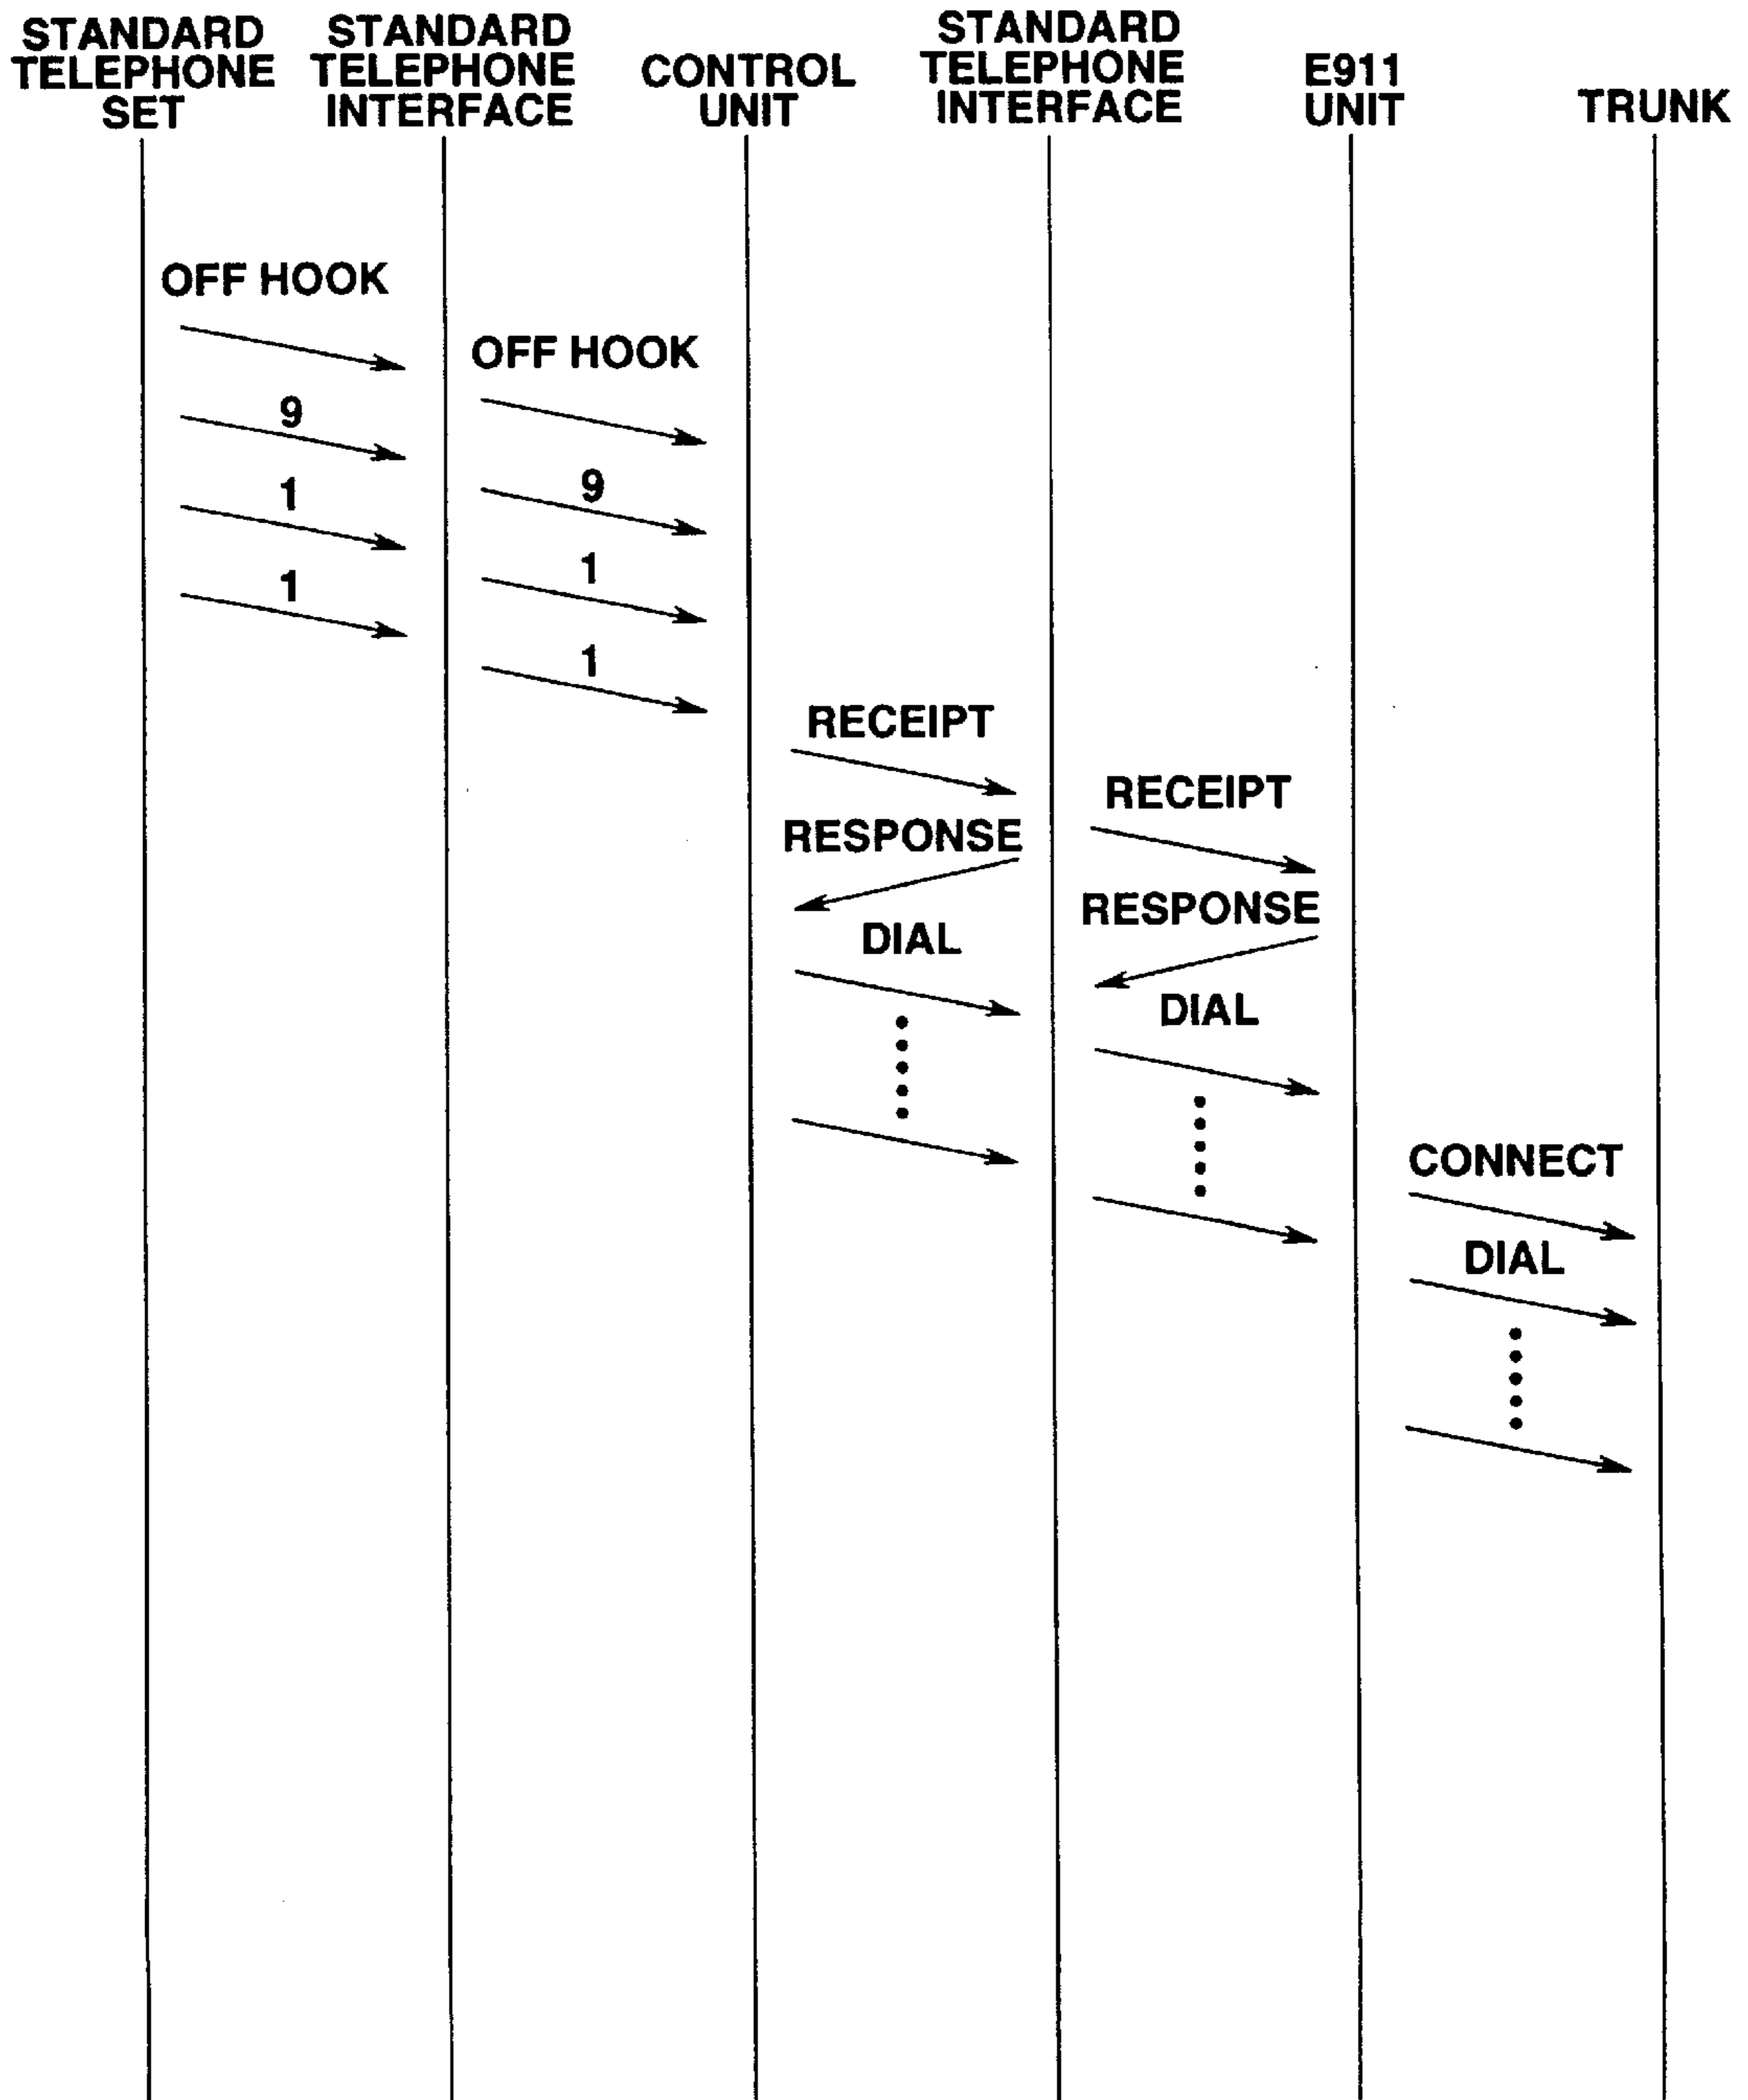 STANDARD
TELEPHONE
SET
STANDARD
TELEPHONE
INTERFACE
CONTROL
UNIT
STANDARD
TELEPHONE
INTERFACE
E911
UNIT
TRUNK
OFF HOOK
OFF HOOK
9
9
1
1
1
1
RECEIPT
RECEIPT
RESPONSE
RESPONSE
DIAL
DIAL
CONNECT
DIAL